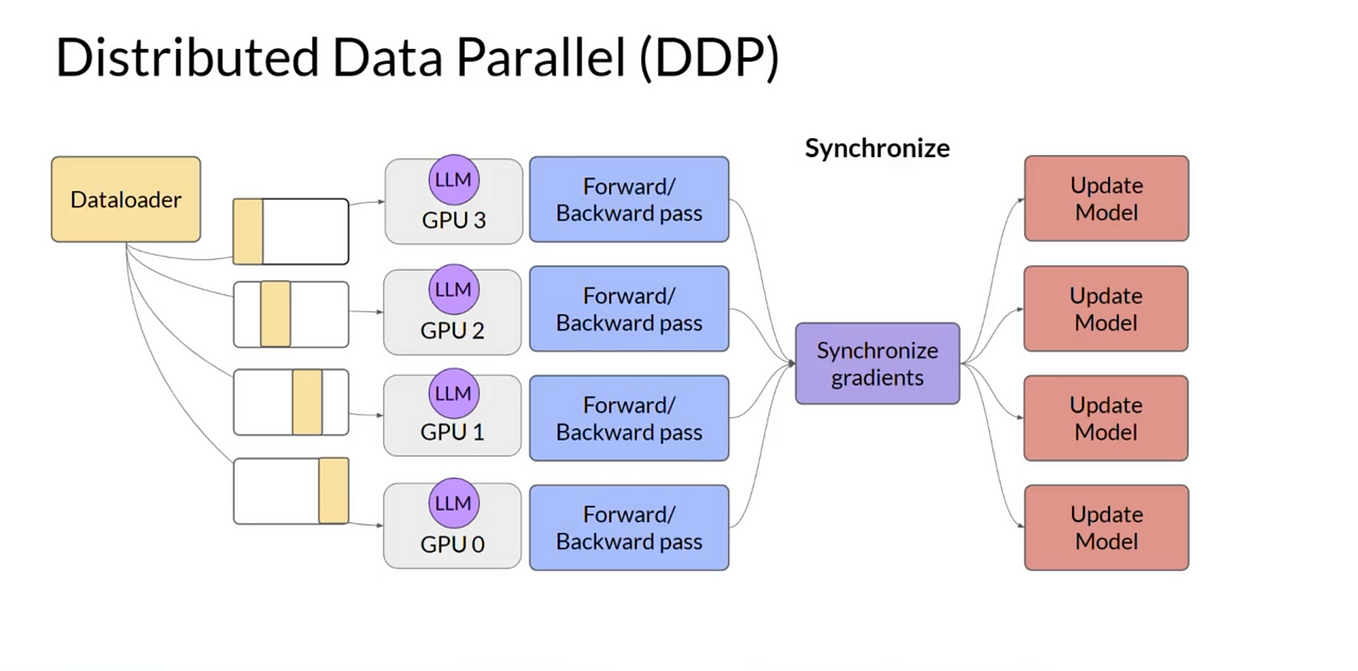 Distributed Data Parallel (DDP)
Synchronize
Dataloader
LLM
GPU 3
Forward/
Backward pass
Update
Model
LLM
GPU 2
Forward/
Backward pass
Update
Model
Synchronize
gradients
LLM
GPU 1
Forward/
Backward pass
Update
Model
LLM
GPU 0
Forward/
Backward pass
Update
Model